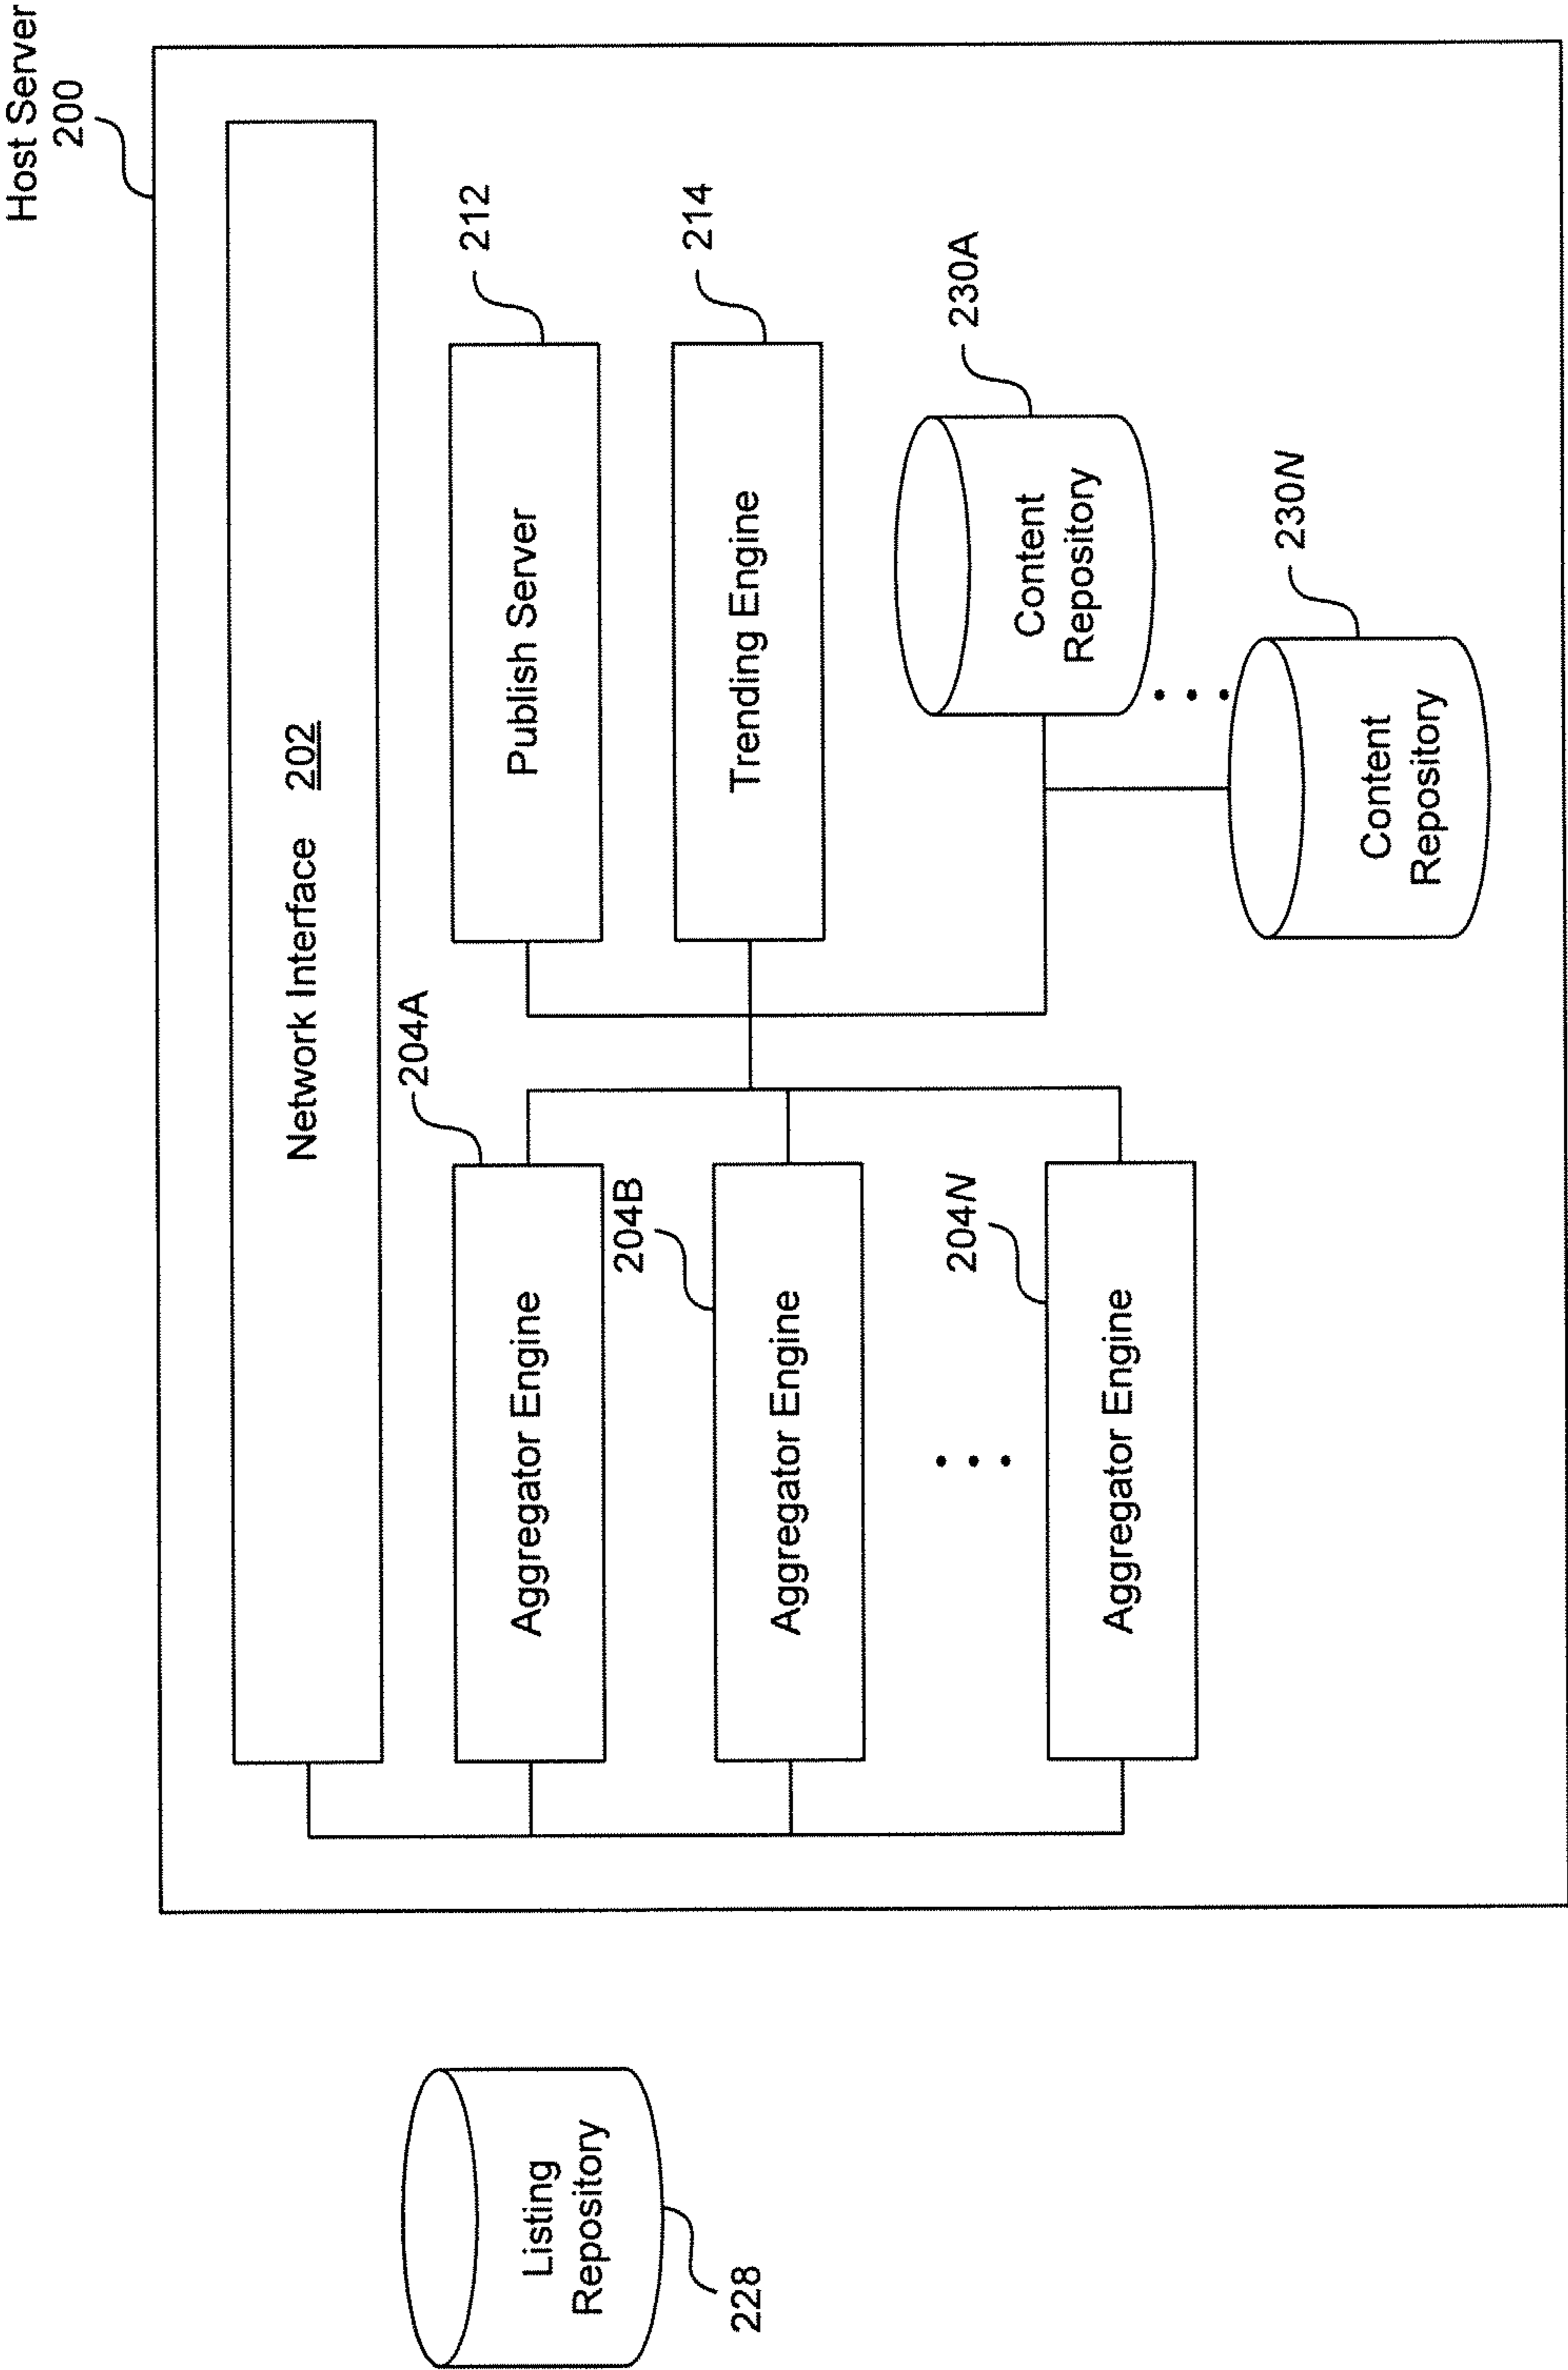 Host Server
200
Network Interface 202
204A
Aggregator Engine
204B
Aggregator Engine
204N
Aggregator Engine
212
Publish Server
214
Trending Engine
230A
Content
Repository
230N
Content
Repository
Listing
Repository
228